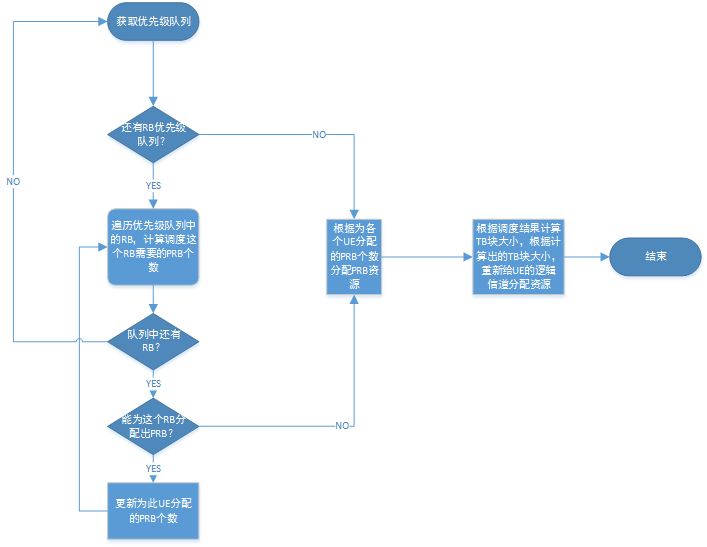 获取优先级队列
还有RB优先级
队列？
NO
YES
NO
遍历优先级队列中
的RB，计算调度这
个RB需要的PRB个
数
根据为各
个UE分配
的PRB个数
分配PRB资
源
根据调度结果计算
TB块大小，根据计
算出的TB块大小，
重新给UE的逻辑
信道分配资源
结束
队列中还有
RB？
YES
能为这个RB分
配出PRB？
NO
YES
更新为此UE分配
的PRB个数